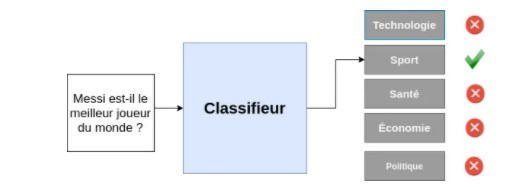 Messi est-il le
meilleur joueur
du monde ?
Classifieur
Technologie
Sport
Santé
Économie
Politique